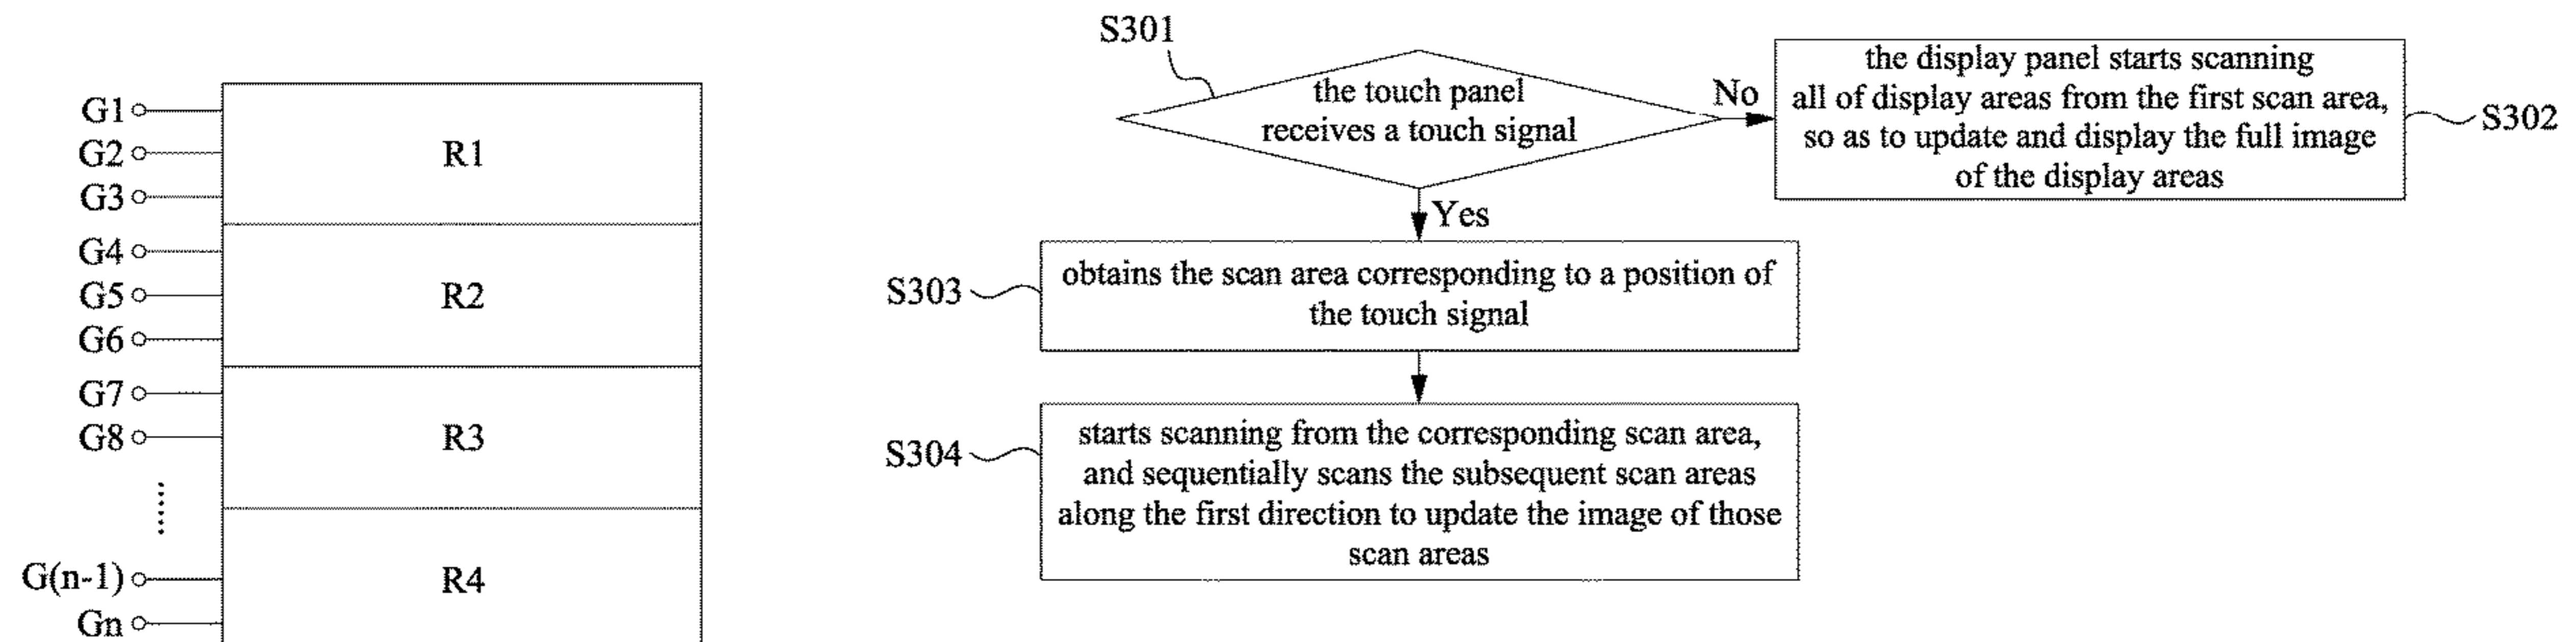 G1
G2
G3
R1
G4
G5
G6
R2
G7
G8
R3
G(n-1)
Gn
R4
S301
the touch panel
receives a touch signal
No
the display panel starts scanning
all of display areas from the first scan area,
so as to update and display the full image
of the display areas
S302
Yes
S303
obtains the scan area corresponding to a position of
the touch signal
S304
starts scanning from the corresponding scan area,
and sequentially scans the subsequent scan areas
along the first direction to update the image of those
scan areas